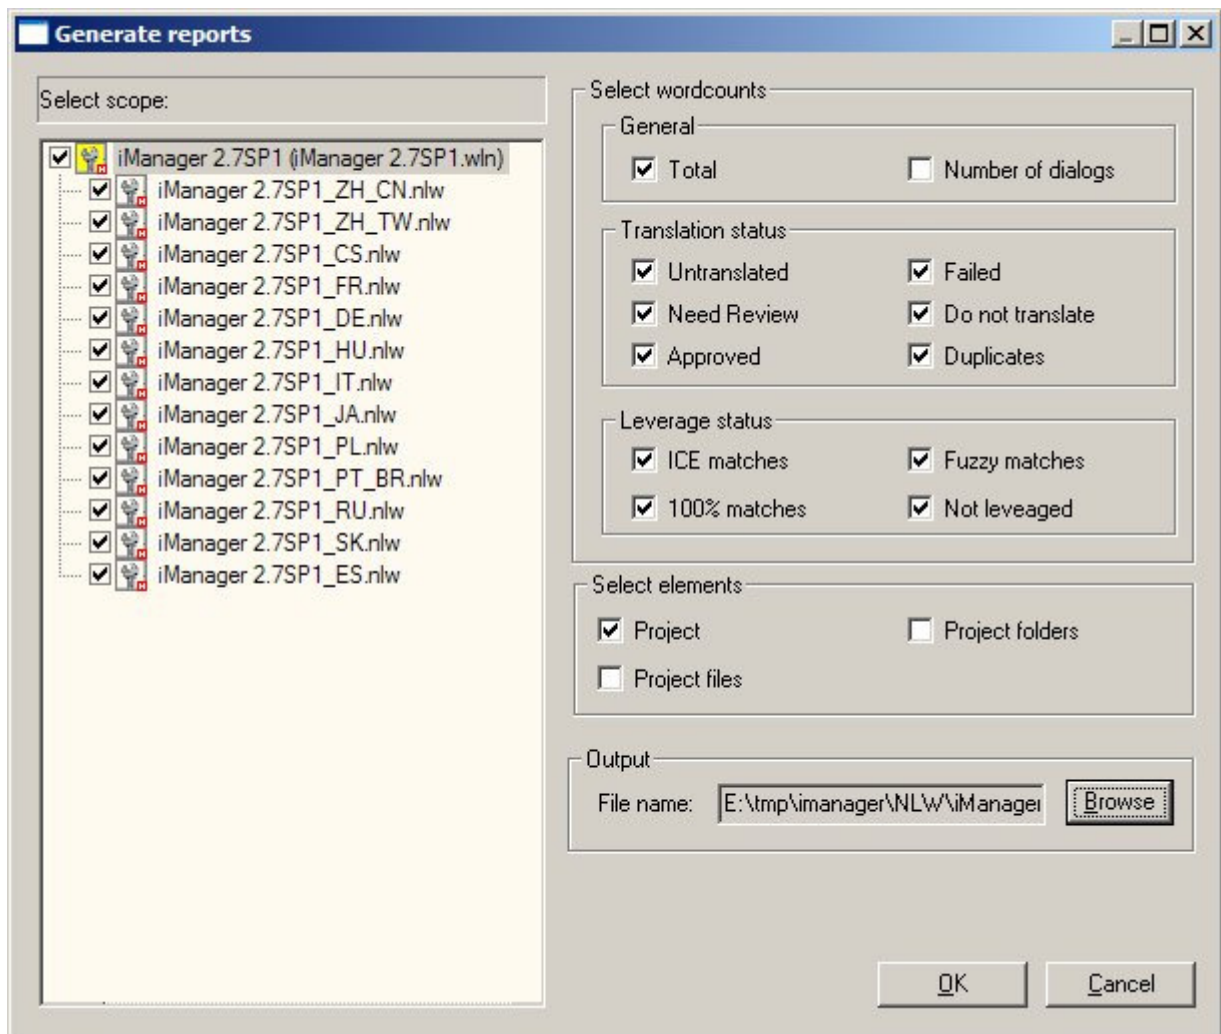 Generate reports
Select scope:
iManager 2.7SP1 (iManager 2.7SP1.wln)
iManager 2.7SP1_ZH_CN.nlw
iManager 2.7SP1_ZH_TW.nlw
iManager 2.7SP1_CS.nlw
iManager 2.7SP1_FR.nlw
iManager 2.7SP1_DE.nlw
iManager 2.7SP1_HU.nlw
iManager 2.7SP1_IT.nlw
iManager 2.7SP1_JA.nlw
iManager 2.7SP1_PL.nlw
iManager 2.7SP1_PT_BR.nlw
iManager 2.7SP1_RU.nlw
iManager 2.7SP1_SK.nlw
iManager 2.7SP1_ES.nlw
Select wordcounts
General
Total Number of dialogs
Translation status
Untranslated Failed
Need Review Do not translate
Approved Duplicates
Leverage status
ICE matches Fuzzy matches
100% matches Not leveaged
Select elements
Project Project folders
Project files
Output
File name: E:\tmp\imanager\NLW\iManager Browse
OK Cancel